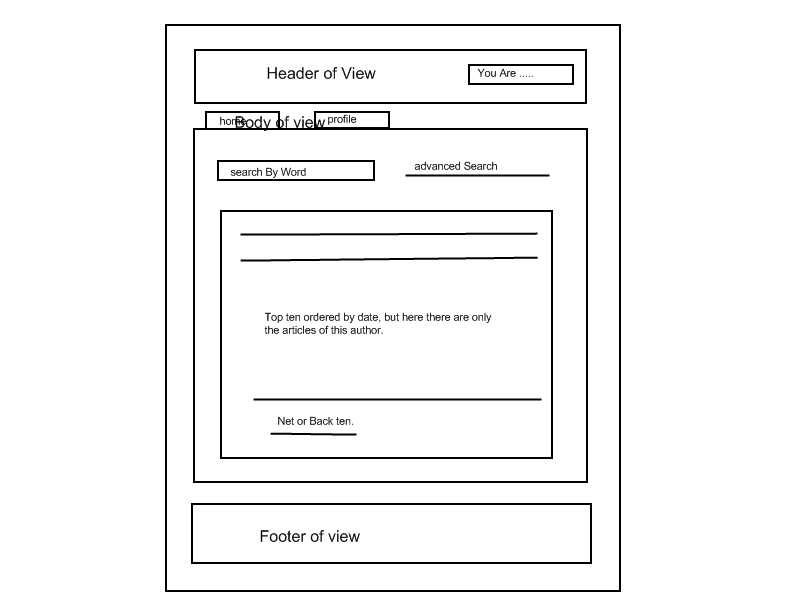 Header of View
You Are .....
home
Body of view
profile
search By Word
advanced Search
Top ten ordered by date, but here there are only
the articles of this author.
Net or Back ten.
Footer of view